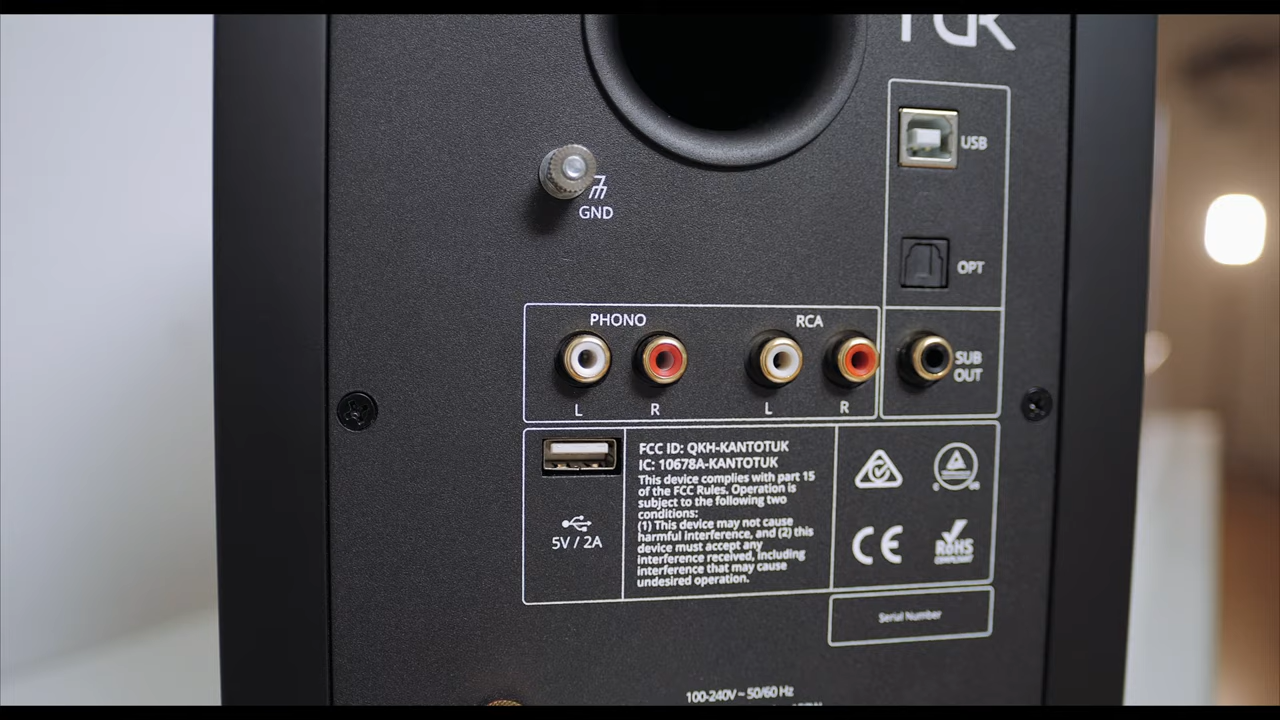 USB
GND
OPT
PHONO
RCA
L
R
L
R
SUB
OUT
FCC ID: QKH-KANTOTUK
IC: 10678A-KANTOTUK
This device complies with part 15
of the FCC Rules. Operation is
subject to the following two
conditions:
(1) This device may not cause
harmful interference, and (2) this
device must accept any
interference received, including
interference that may cause
undesired operation.
5V / 2A
CE
RoHS
COMPLIANT
Serial Number
100-240V ~ 50/60 Hz